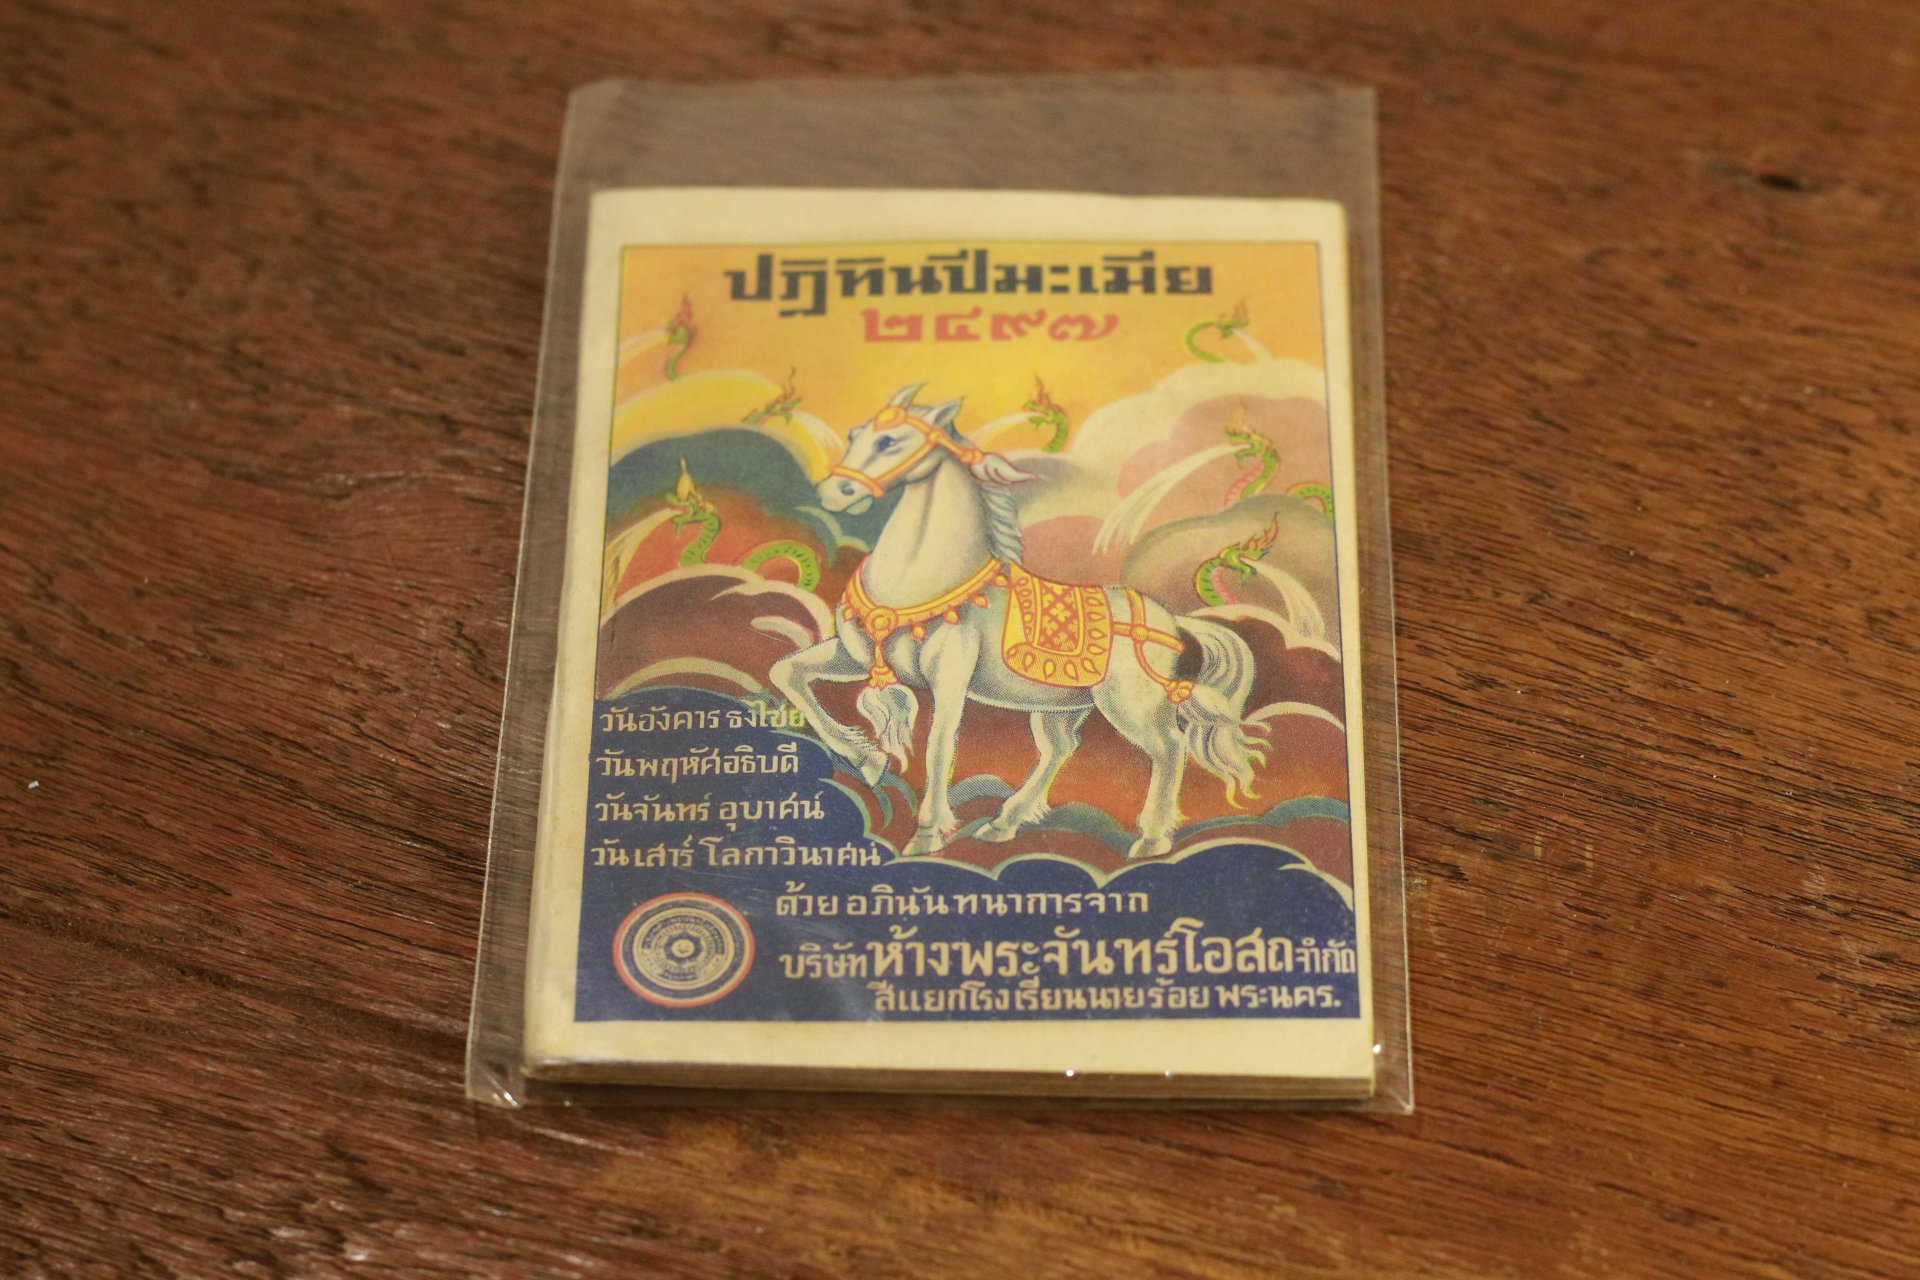 ปฏิทินปีมะเมีย
๒๔๙๗
วันอังคาร ธงไชย
วันพฤหัศอธิบดี
วันจันทร์ อุบาศน์
วันเสาร์ โลกาวินาศน์
ด้วยอภินันทนาการจาก
บริษัทห้างพระจันทร์โอสถจำกัด
สี่แยกโรงเรียนนายร้อย พระนคร.